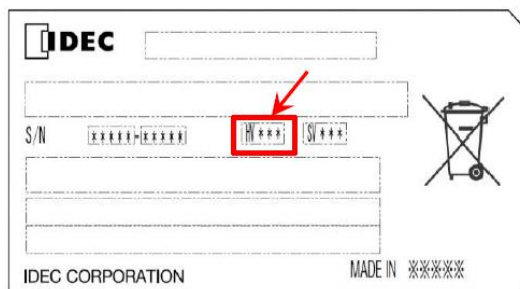 IDEC
S/N *****-***** HV*** SV***
IDEC CORPORATION MADE IN ※※※※